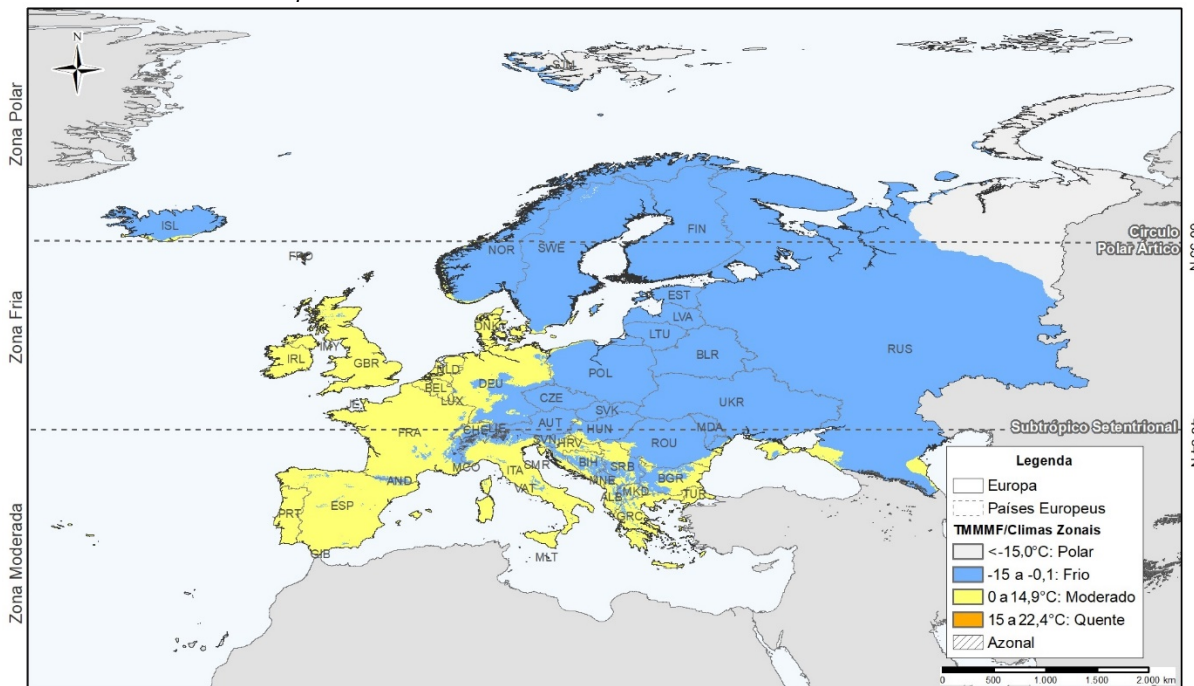 N
Zona Polar
Zona Fria
Zona Moderada
SJM
ISL
FRO
NOR
SWE
FIN
Círculo
Polar Ártico
EST
LVA
LTU
DNK
IRL
IMY
GBR
NLD
BEL
LUX
DEU
POL
BLR
RUS
JEY
CZE
SVK
UKR
FRA
CHE
LIE
AUT
HUN
MDA
Subtrópico Setentrional
SVN
HRV
ROU
MCO
ITA
CMR
BIH
SRB
MNE
BGR
AND
VAT
ALB
MKD
TUR
PRT
ESP
GRC
GIB
MLT
Legenda
Europa
Países Europeus
TMMMF/Climas Zonais
<-15,0°C: Polar
-15 a -0,1: Frio
0 a 14,9°C: Moderado
15 a 22,4°C: Quente
Azonal
0 500 1.000 1.500 2.000 km